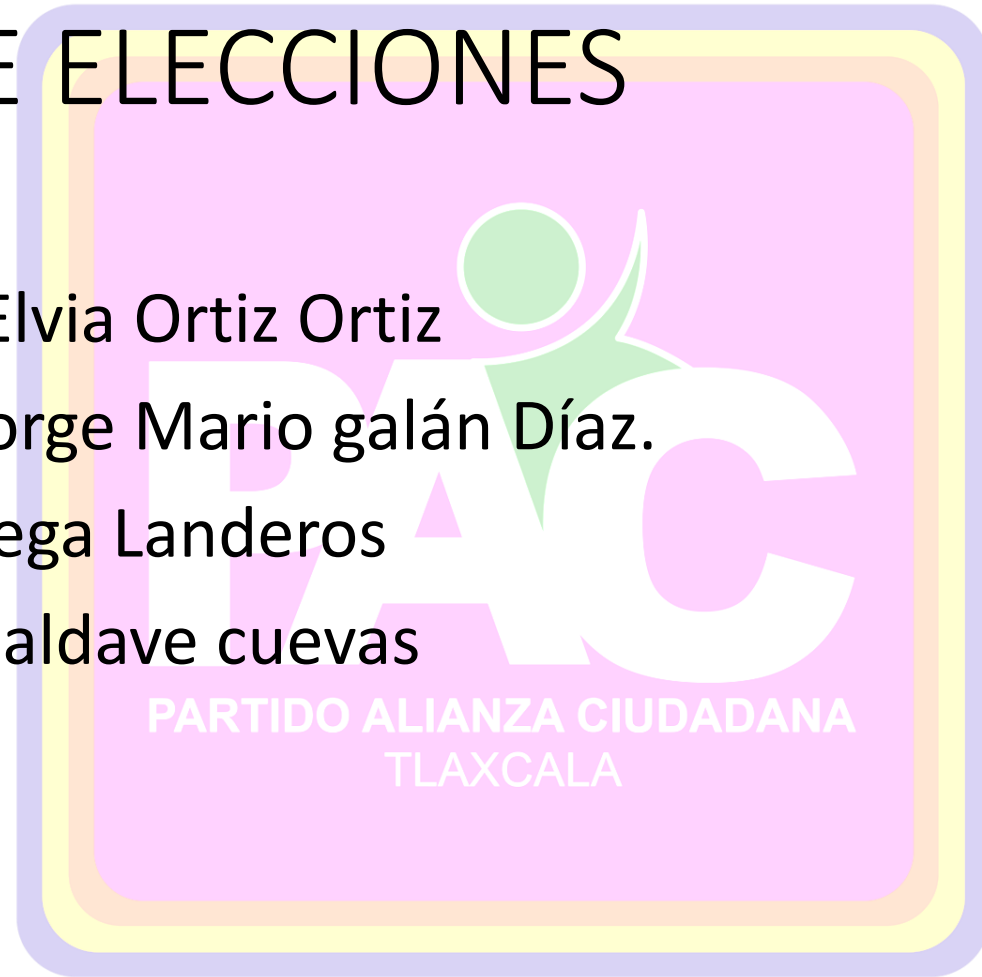 E ELECCIONES
Elvia Ortiz Ortiz
orge Mario galán Díaz.
ega Landeros
aldave cuevas
PAC
PARTIDO ALIANZA CIUDADANA
TLAXCALA